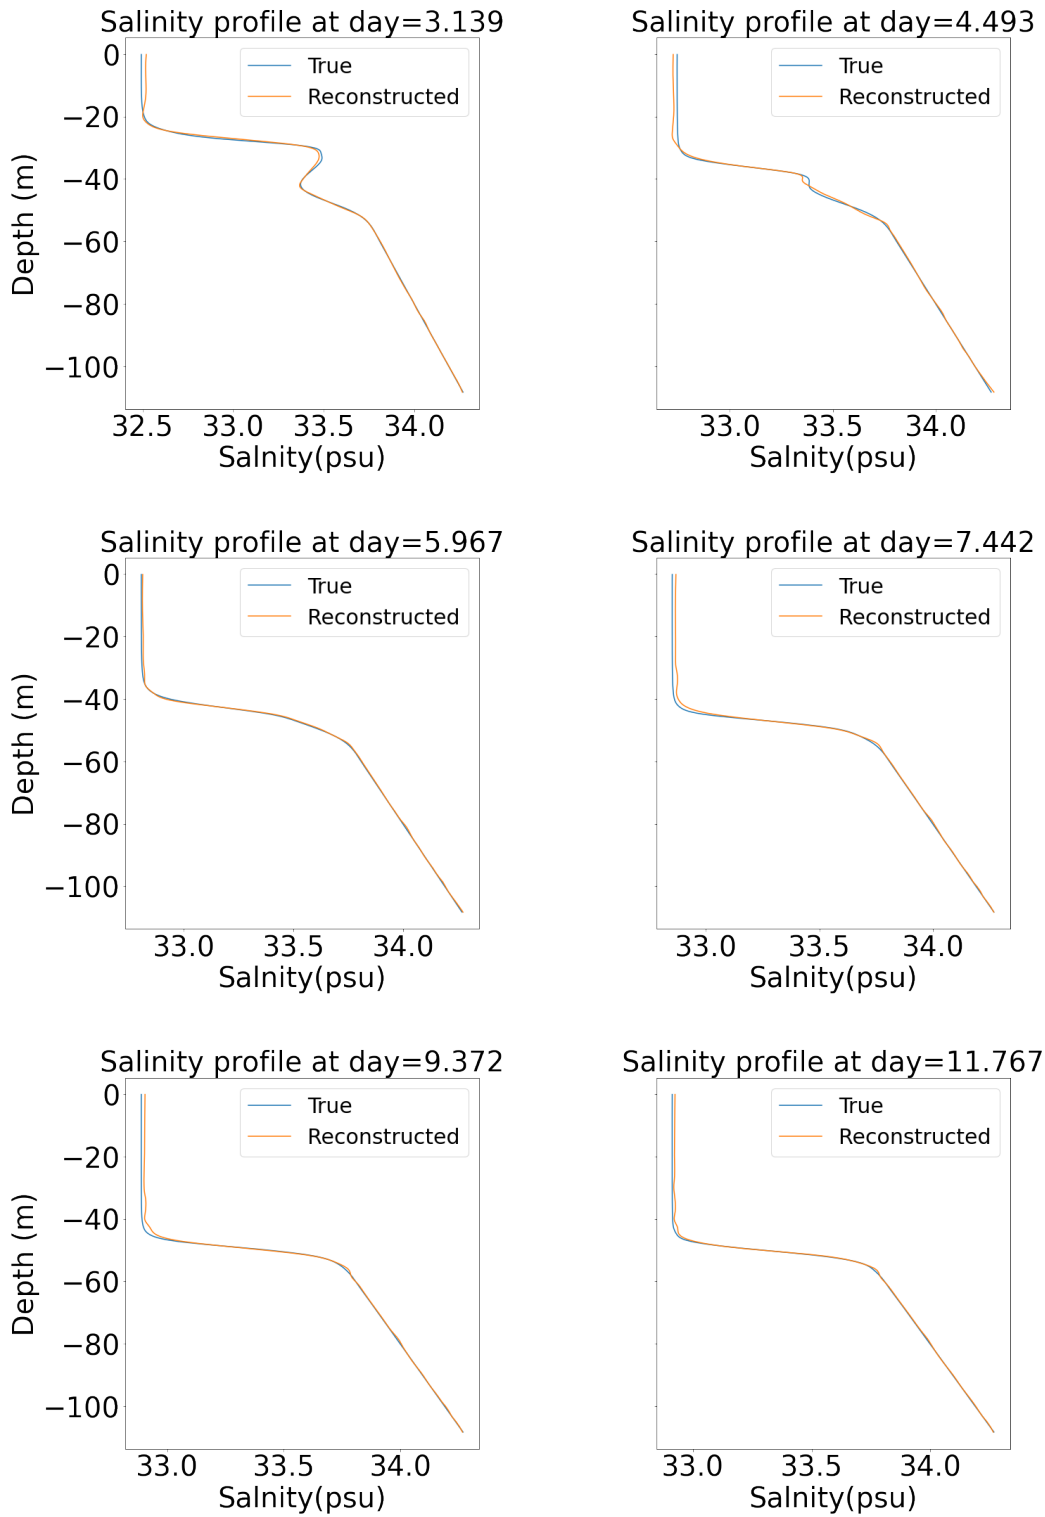 Salinity profile at day=3.139
True
Reconstructed
0
−20
−40
−60
−80
−100
Depth (m)
32.5 33.0 33.5 34.0
Salnity(psu)
Salinity profile at day=4.493
True
Reconstructed
33.0 33.5 34.0
Salnity(psu)
Salinity profile at day=5.967
True
Reconstructed
0
−20
−40
−60
−80
−100
Depth (m)
33.0 33.5 34.0
Salnity(psu)
Salinity profile at day=7.442
True
Reconstructed
33.0 33.5 34.0
Salnity(psu)
Salinity profile at day=9.372
True
Reconstructed
0
−20
−40
−60
−80
−100
Depth (m)
33.0 33.5 34.0
Salnity(psu)
Salinity profile at day=11.767
True
Reconstructed
33.0 33.5 34.0
Salnity(psu)